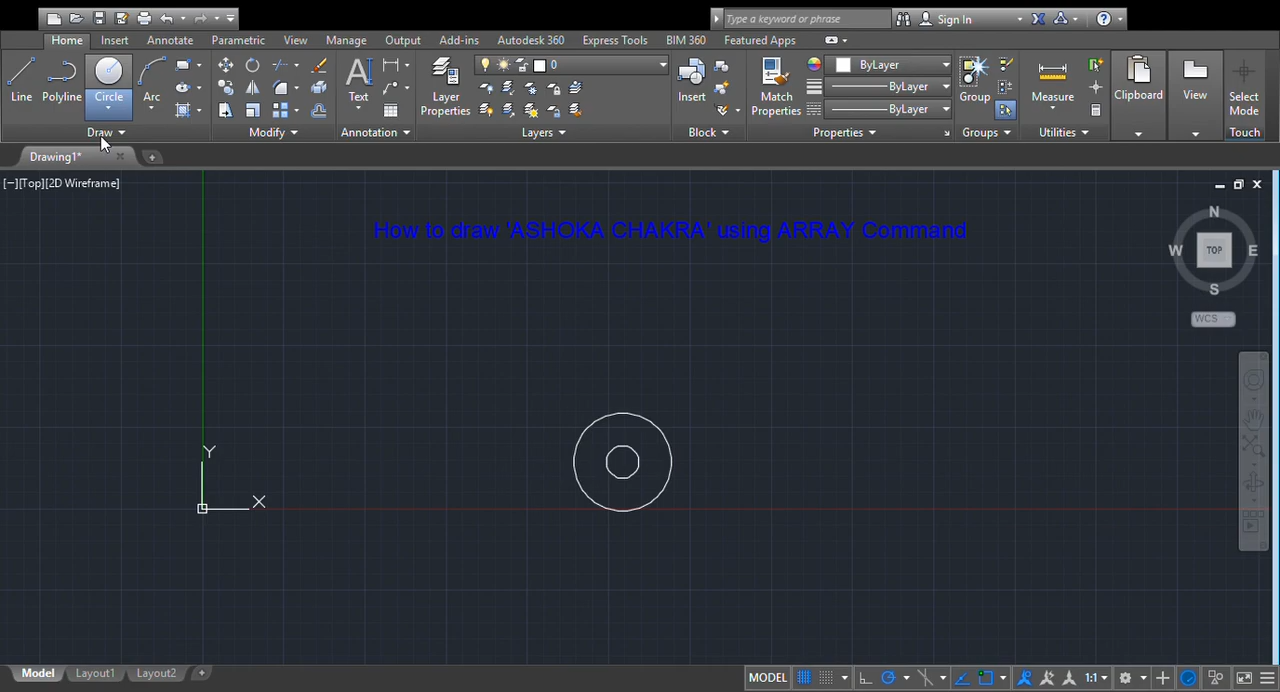 Type a keyword or phrase
Sign In
Home Insert Annotate Parametric View Manage Output Add-ins Autodesk 360 Express Tools BIM 360 Featured Apps
0
ByLayer
ByLayer
ByLayer
Line Polyline Circle Arc
Text
Layer Properties
Insert
Match Properties
Group
Measure
Clipboard
View
Select Mode
Draw Modify Annotation Layers Block Properties Groups Utilities Touch
Drawing1*
[−][Top][2D Wireframe]
How to draw 'ASHOKA CHAKRA' using ARRAY Command
N
W TOP E
S
WCS
Y
X
Model Layout1 Layout2
MODEL 1:1